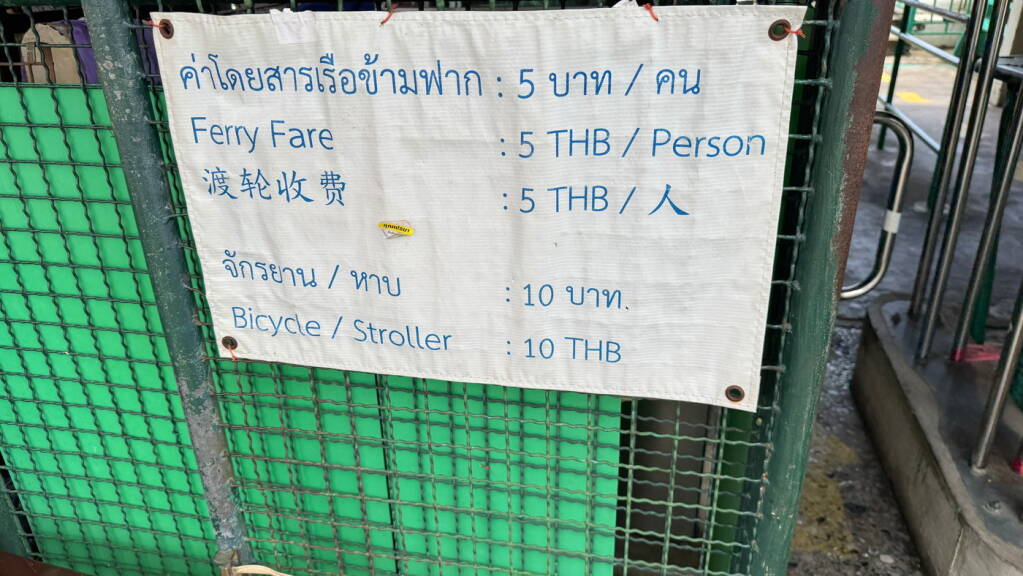 ค่าโดยสารเรือข้ามฟาก : 5 บาท / คน
Ferry Fare : 5 THB / Person
渡轮收费 : 5 THB / 人
จักรยาน / หาบ : 10 บาท.
Bicycle / Stroller : 10 THB